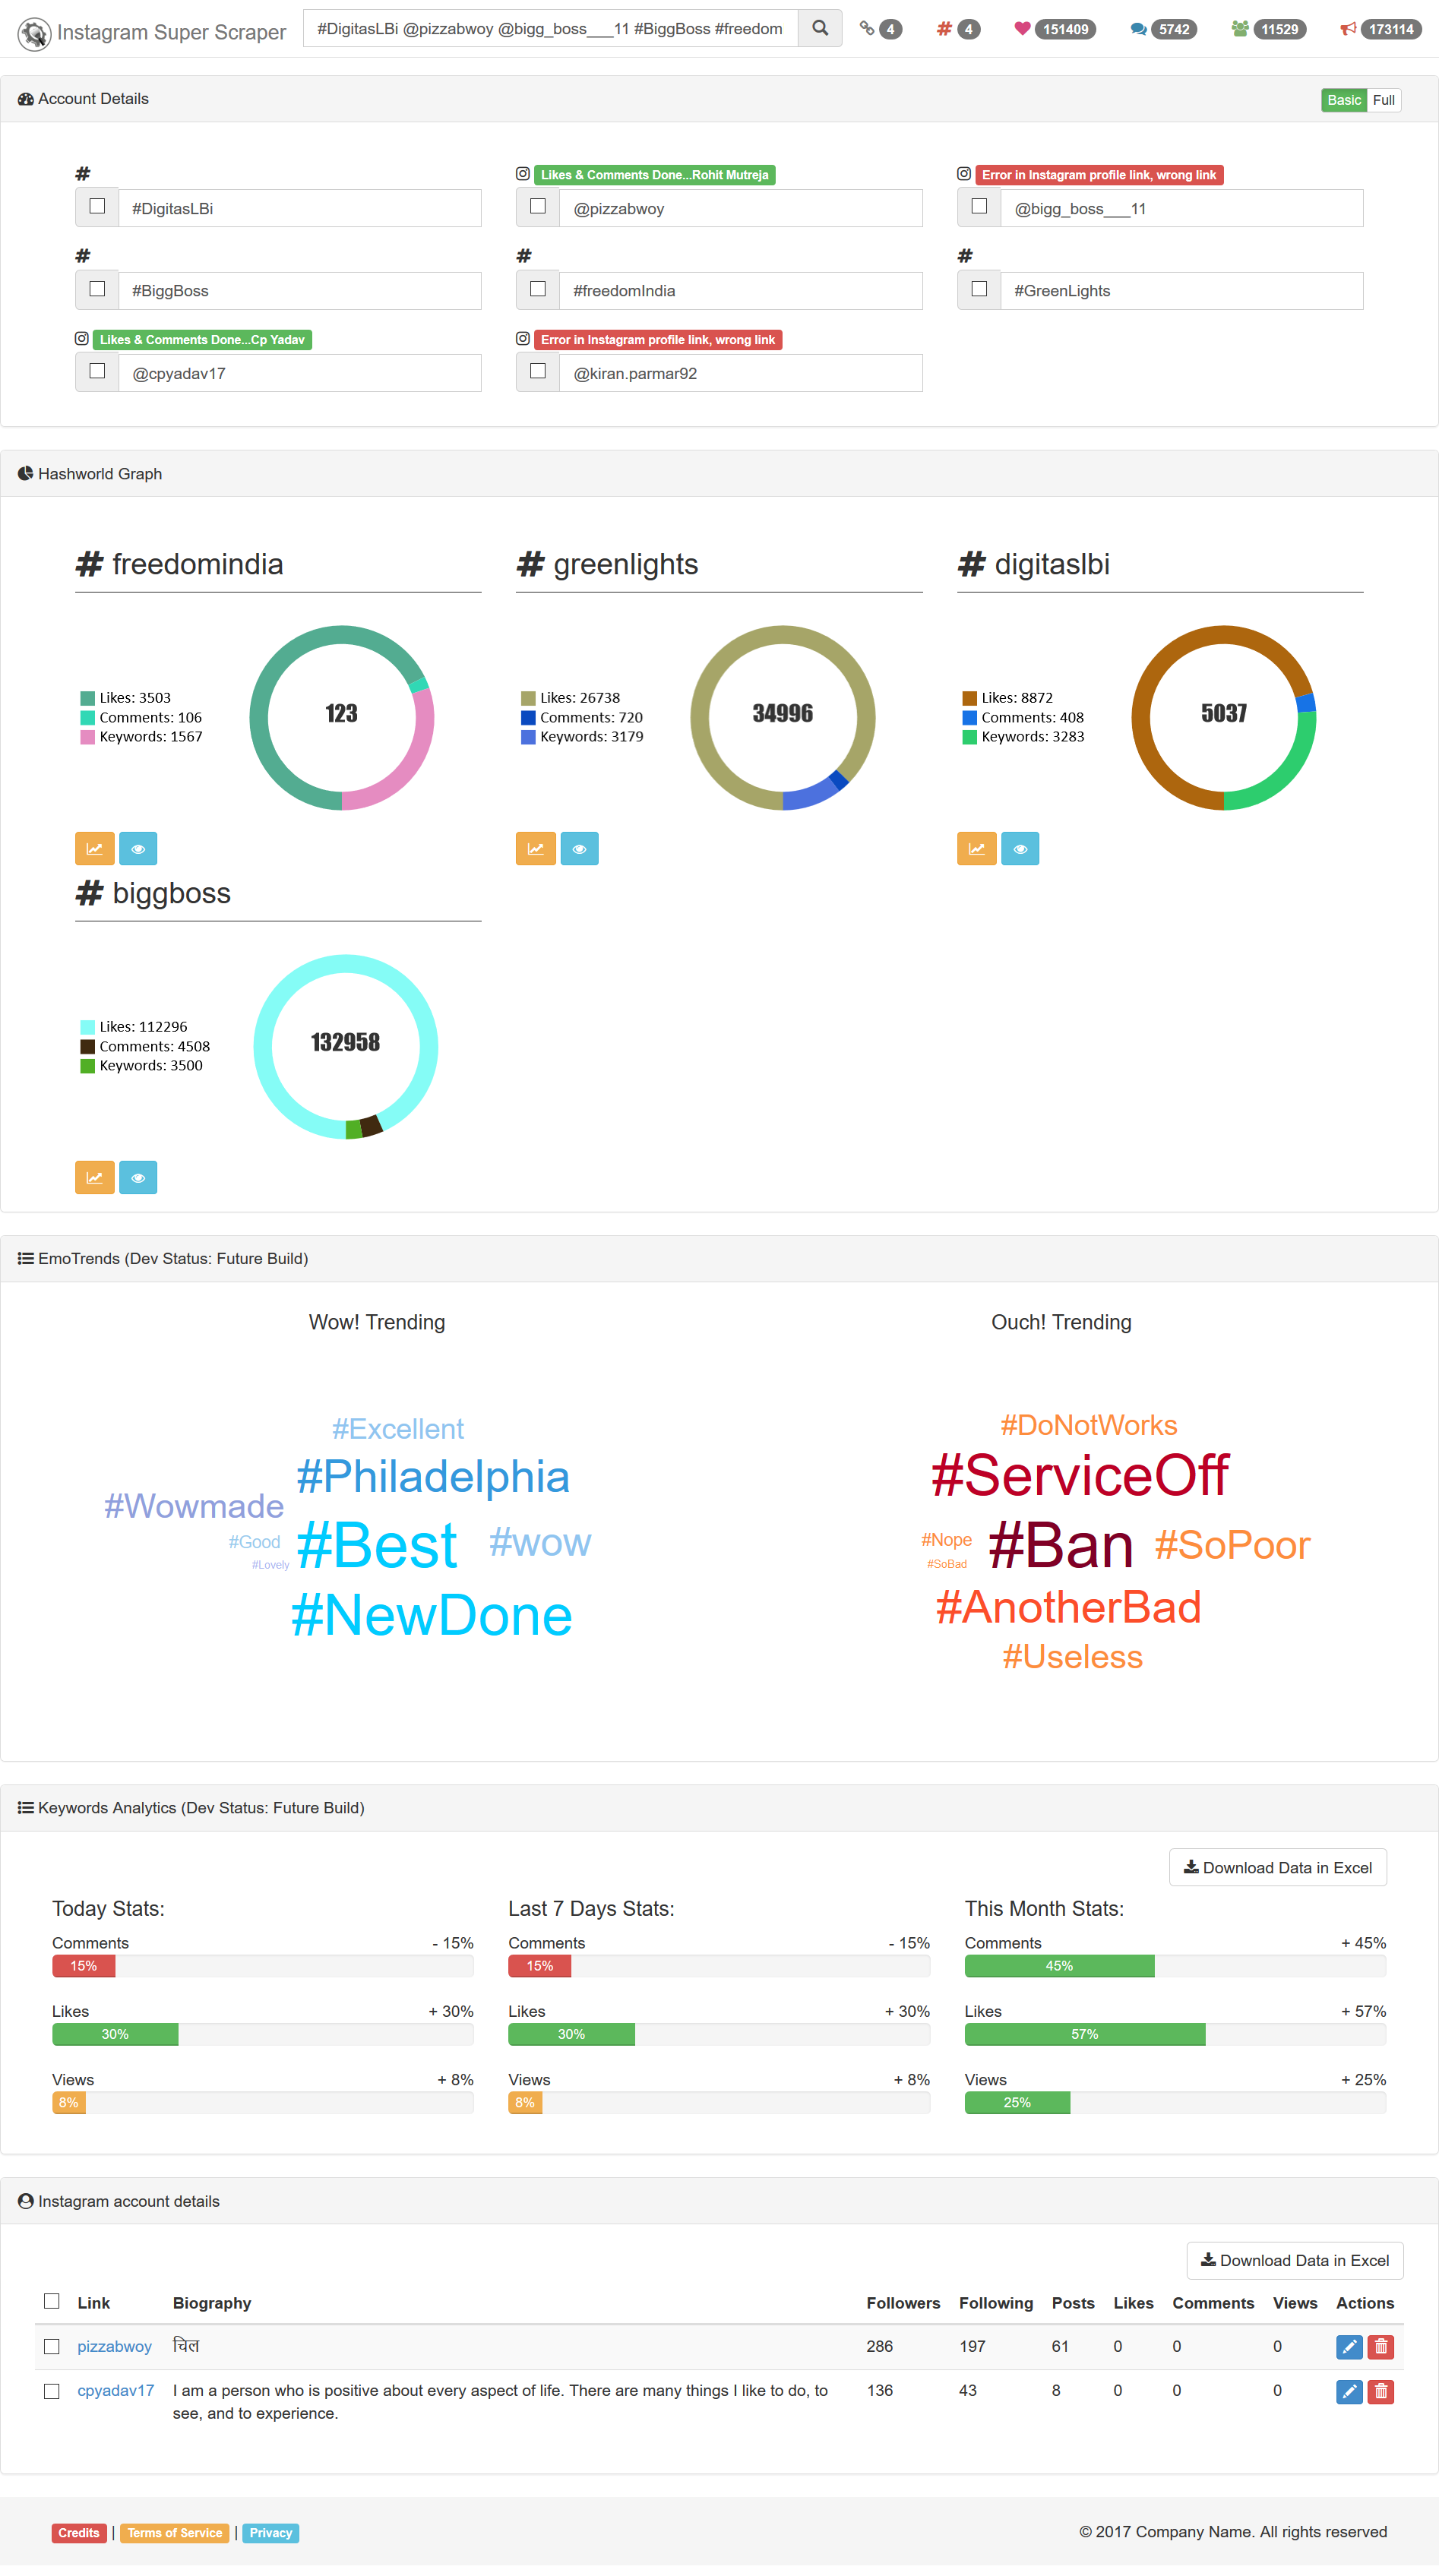 Instagram Super Scraper
#DigitasLBi @pizzabwoy @bigg_boss___11 #BiggBoss #freedom
4
4
151409
5742
11529
173114
Account Details
Basic Full
#
Likes & Comments Done...Rohit Mutreja
Error in Instagram profile link, wrong link
#DigitasLBi
@pizzabwoy
@bigg_boss___11
#
#
#
#BiggBoss
#freedomIndia
#GreenLights
Likes & Comments Done...Cp Yadav
Error in Instagram profile link, wrong link
@cpyadav17
@kiran.parmar92
Hashworld Graph
# freedomindia
Likes: 3503
Comments: 106
Keywords: 1567
123
# greenlights
Likes: 26738
Comments: 720
Keywords: 3179
34996
# digitaslbi
Likes: 8872
Comments: 408
Keywords: 3283
5037
# biggboss
Likes: 112296
Comments: 4508
Keywords: 3500
132958
EmoTrends (Dev Status: Future Build)
Wow! Trending
#Excellent
#Philadelphia
#Wowmade
#Good
#Lovely
#Best
#wow
#NewDone
Ouch! Trending
#DoNotWorks
#ServiceOff
#Nope
#SoBad
#Ban
#SoPoor
#AnotherBad
#Useless
Keywords Analytics (Dev Status: Future Build)
Download Data in Excel
Today Stats:
Comments - 15%
15%
Likes + 30%
30%
Views + 8%
8%
Last 7 Days Stats:
Comments - 15%
15%
Likes + 30%
30%
Views + 8%
8%
This Month Stats:
Comments + 45%
45%
Likes + 57%
57%
Views + 25%
25%
Instagram account details
Download Data in Excel
Link Biography Followers Following Posts Likes Comments Views Actions
pizzabwoy चिल 286 197 61 0 0 0
cpyadav17 I am a person who is positive about every aspect of life. There are many things I like to do, to 136 43 8 0 0 0
see, and to experience.
Credits | Terms of Service | Privacy
© 2017 Company Name. All rights reserved